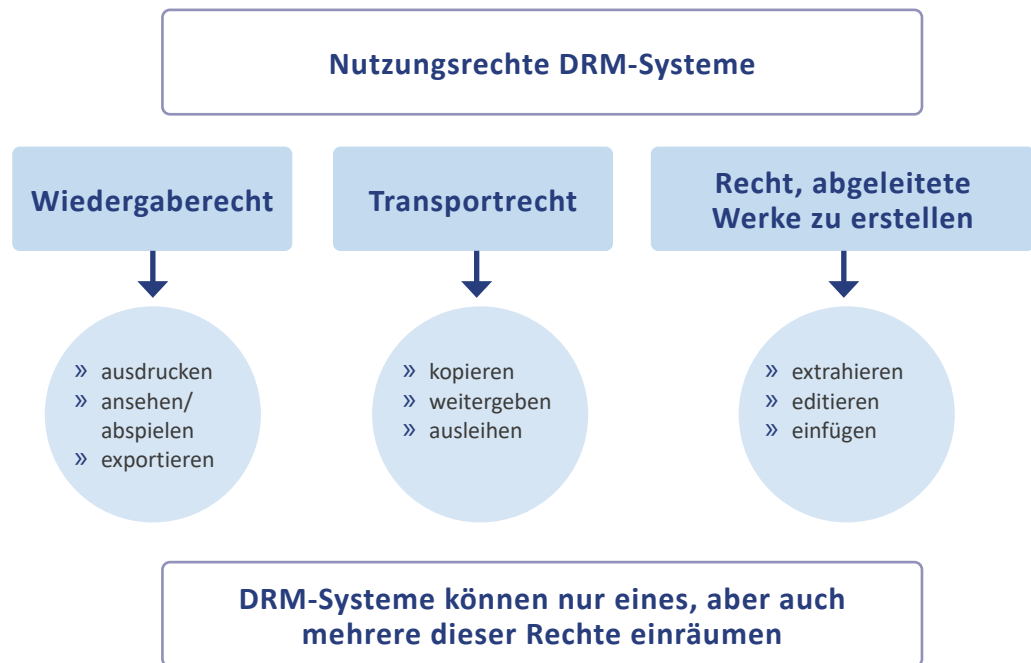 Nutzungsrechte DRM-Systeme
Wiedergaberecht
» ausdrucken
» ansehen/
abspielen
» exportieren
Transportrecht
» kopieren
» weitergeben
» ausleihen
Recht, abgeleitete
Werke zu erstellen
» extrahieren
» editieren
» einfügen
DRM-Systeme können nur eines, aber auch
mehrere dieser Rechte einräumen